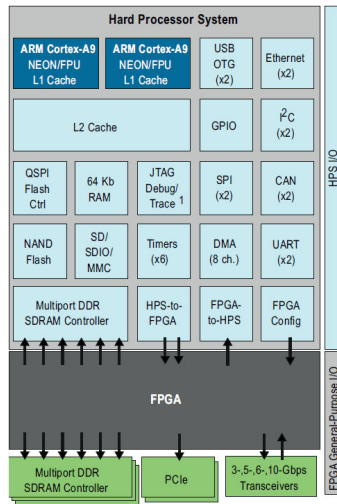 Hard Processor System
ARM Cortex-A9
NEON/FPU
L1 Cache
ARM Cortex-A9
NEON/FPU
L1 Cache
USB
OTG
(x2)
Ethernet
(x2)
L2 Cache
GPIO
I2C
(x2)
QSPI
Flash
Ctrl
64 Kb
RAM
JTAG
Debug/
Trace 1
SPI
(x2)
CAN
(x2)
NAND
Flash
SD/
SDIO/
MMC
Timers
(x6)
DMA
(8 ch.)
UART
(x2)
Multiport DDR
SDRAM Controller
HPS-to-
FPGA
FPGA-
to-HPS
FPGA
Config
HPS I/O
FPGA
FPGA General-Purpose I/O
Multiport DDR
SDRAM Controller
PCIe
3-,5-,6-,10-Gbps
Transceivers